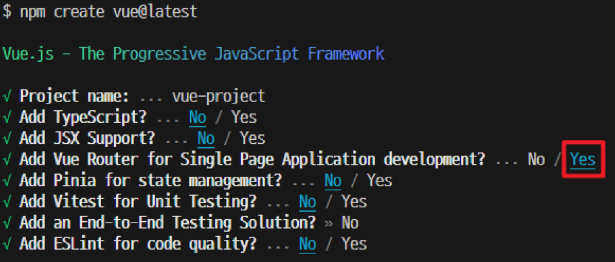 $ npm create vue@latest
Vue.js - The Progressive JavaScript Framework
√ Project name: ... vue-project
√ Add TypeScript? ... No / Yes
√ Add JSX Support? ... No / Yes
√ Add Vue Router for Single Page Application development? ... No / Yes
√ Add Pinia for state management? ... No / Yes
√ Add Vitest for Unit Testing? ... No / Yes
√ Add an End-to-End Testing Solution? » No
√ Add ESLint for code quality? ... No / Yes